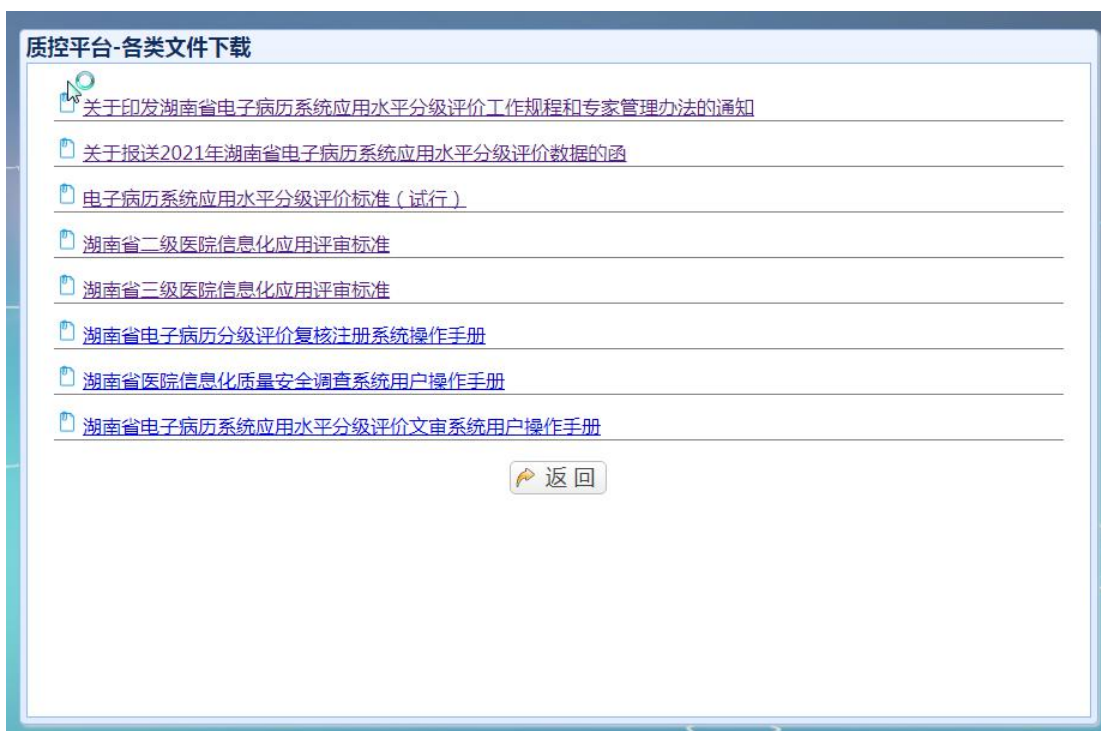 质控平台-各类文件下载
关于印发湖南省电子病历系统应用水平分级评价工作规程和专家管理办法的通知
关于报送2021年湖南省电子病历系统应用水平分级评价数据的函
电子病历系统应用水平分级评价标准（试行）
湖南省二级医院信息化应用评审标准
湖南省三级医院信息化应用评审标准
湖南省电子病历分级评价复核注册系统操作手册
湖南省医院信息化质量安全调查系统用户操作手册
湖南省电子病历系统应用水平分级评价文审系统用户操作手册
返回